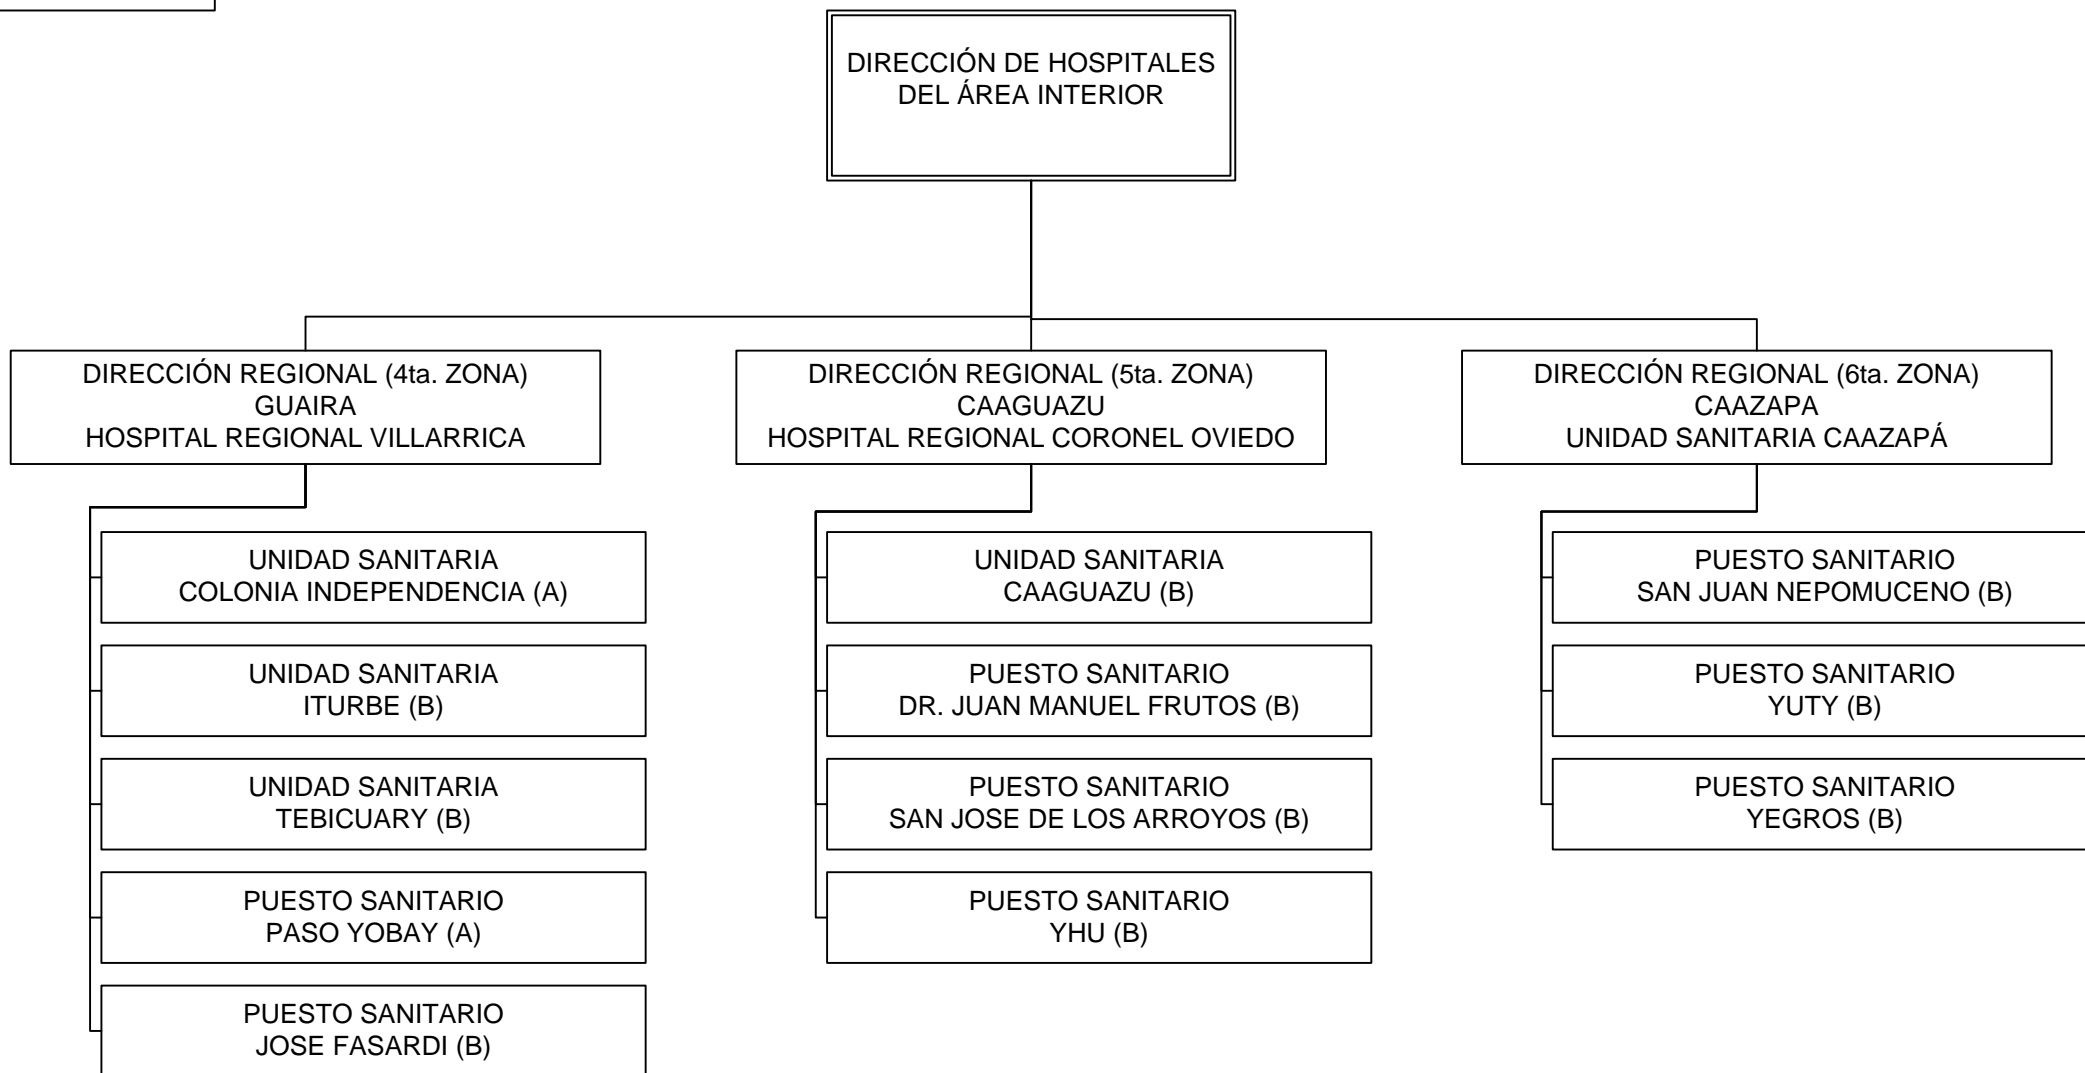 DIRECCIÓN DE HOSPITALES
DEL ÁREA INTERIOR
DIRECCIÓN REGIONAL (4ta. ZONA)
GUAIRA
HOSPITAL REGIONAL VILLARRICA
UNIDAD SANITARIA
COLONIA INDEPENDENCIA (A)
UNIDAD SANITARIA
ITURBE (B)
UNIDAD SANITARIA
TEBICUARY (B)
PUESTO SANITARIO
PASO YOBAY (A)
PUESTO SANITARIO
JOSE FASARDI (B)
DIRECCIÓN REGIONAL (5ta. ZONA)
CAAGUAZU
HOSPITAL REGIONAL CORONEL OVIEDO
UNIDAD SANITARIA
CAAGUAZU (B)
PUESTO SANITARIO
DR. JUAN MANUEL FRUTOS (B)
PUESTO SANITARIO
SAN JOSE DE LOS ARROYOS (B)
PUESTO SANITARIO
YHU (B)
DIRECCIÓN REGIONAL (6ta. ZONA)
CAAZAPA
UNIDAD SANITARIA CAAZAPÁ
PUESTO SANITARIO
SAN JUAN NEPOMUCENO (B)
PUESTO SANITARIO
YUTY (B)
PUESTO SANITARIO
YEGROS (B)